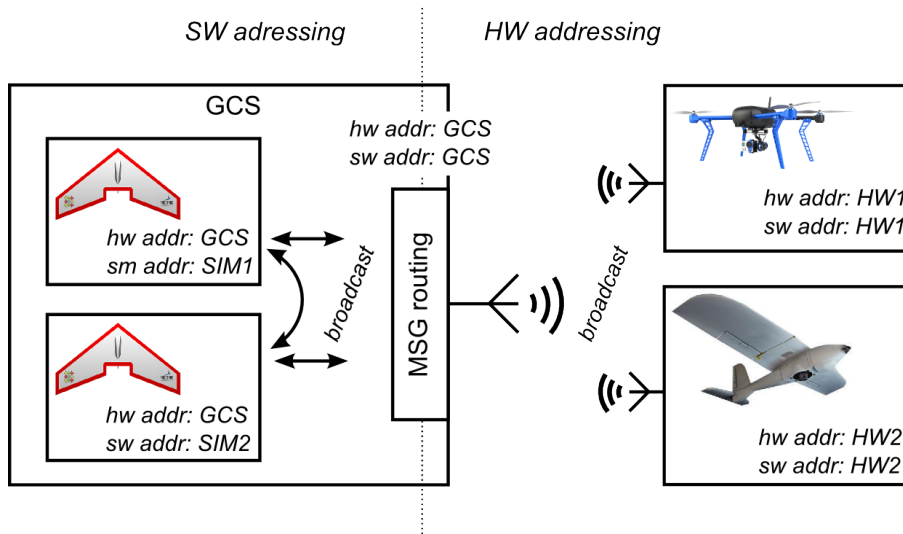 SW adressing
HW addressing
GCS
hw addr: GCS
sw addr: GCS
hw addr: GCS
sm addr: SIM1
broadcast
MSG routing
hw addr: GCS
sw addr: SIM2
broadcast
hw addr: HW1
sw addr: HW1
hw addr: HW2
sw addr: HW2